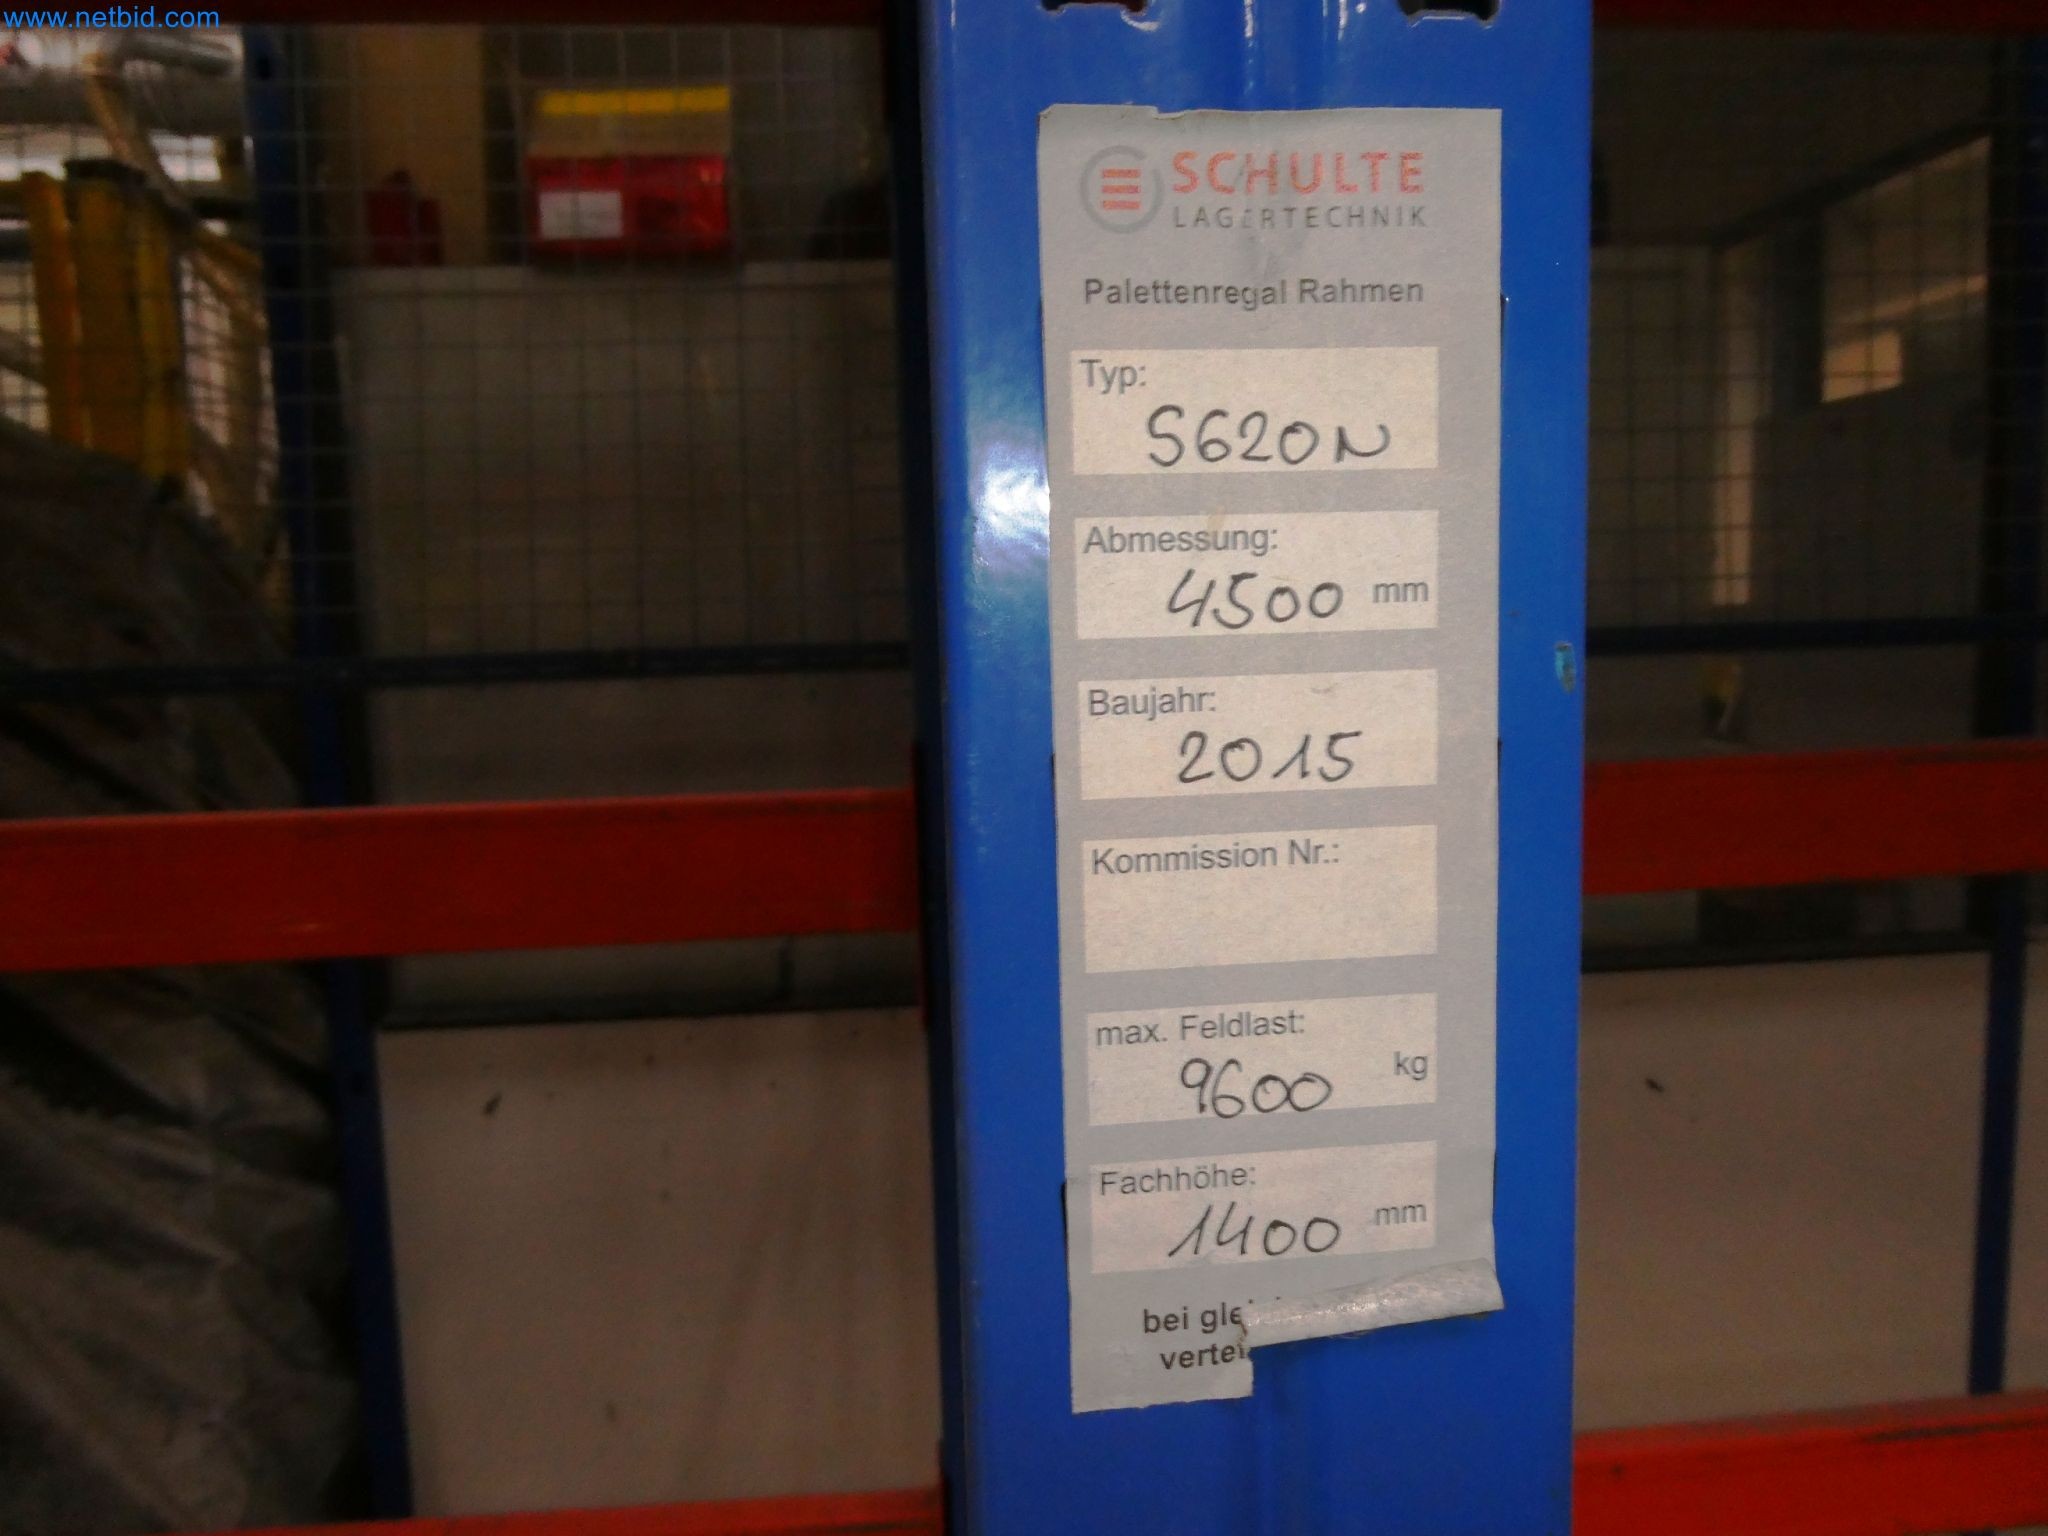 www.netbid.com
SCHULTE
LAGERTECHNIK
Palettenregal Rahmen
Typ:
S620N
Abmessung:
4500 mm
Baujahr:
2015
Kommission Nr.:
max. Feldlast:
9600 kg
Fachhöhe:
1400 mm
bei